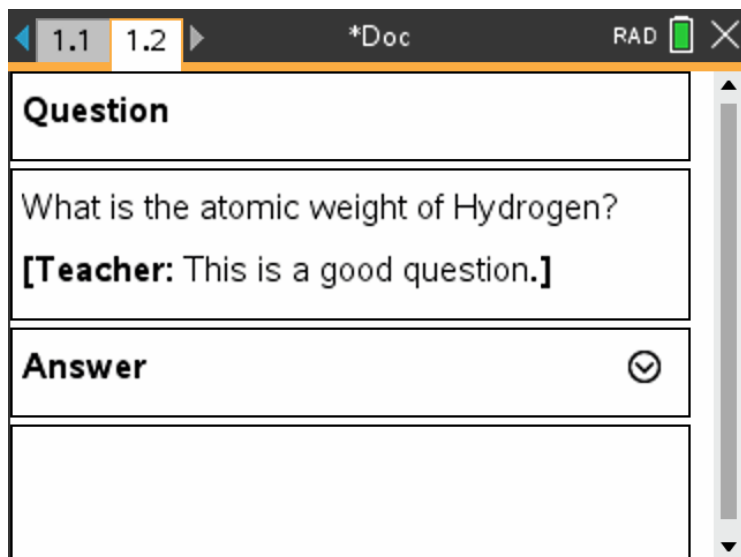 1.1 1.2 *Doc RAD
Question
What is the atomic weight of Hydrogen?
[Teacher: This is a good question.]
Answer